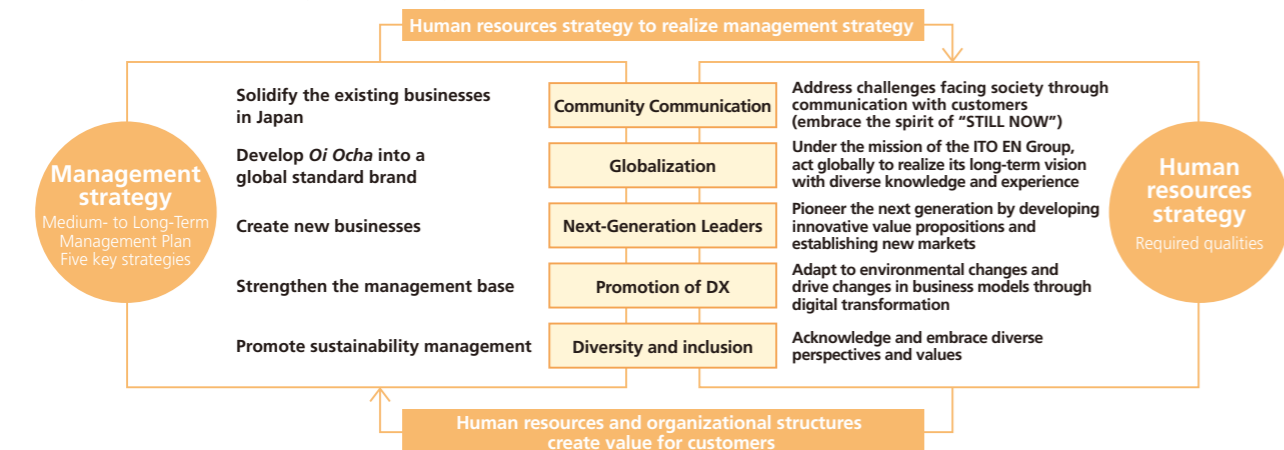 Human resources strategy to realize management strategy
Management
strategy
Medium- to Long-Term
Management Plan
Five key strategies
Solidify the existing businesses
in Japan
Community Communication
Address challenges facing society through
communication with customers
(embrace the spirit of “STILL NOW”)
Develop Oi Ocha into a
global standard brand
Globalization
Under the mission of the ITO EN Group,
act globally to realize its long-term vision
with diverse knowledge and experience
Create new businesses
Next-Generation Leaders
Pioneer the next generation by developing
innovative value propositions and
establishing new markets
Strengthen the management base
Promotion of DX
Adapt to environmental changes and
drive changes in business models through
digital transformation
Promote sustainability management
Diversity and inclusion
Acknowledge and embrace diverse
perspectives and values
Human
resources
strategy
Required qualities
Human resources and organizational structures
create value for customers